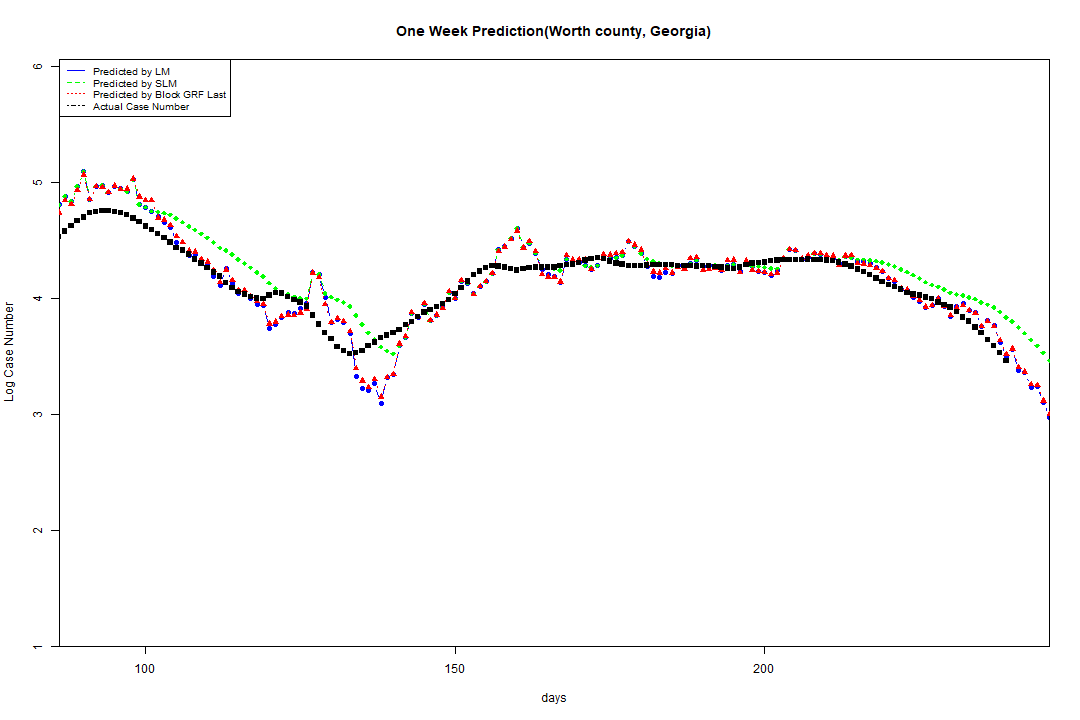 One Week Prediction(Worth county, Georgia)
Predicted by LM
Predicted by SLM
Predicted by Block GRF Last
Actual Case Number
6
5
4
3
2
1
Log Case Number
100 150 200
days